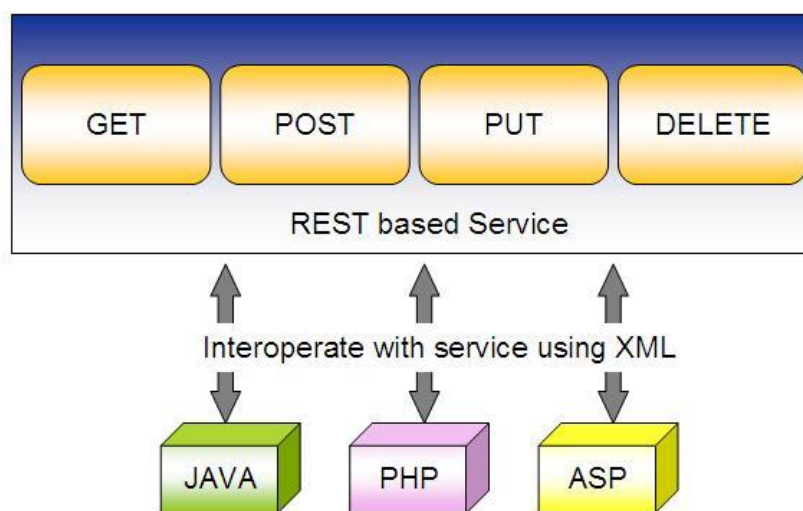 GET POST PUT DELETE
REST based Service
Interoperate with service using XML
JAVA PHP ASP